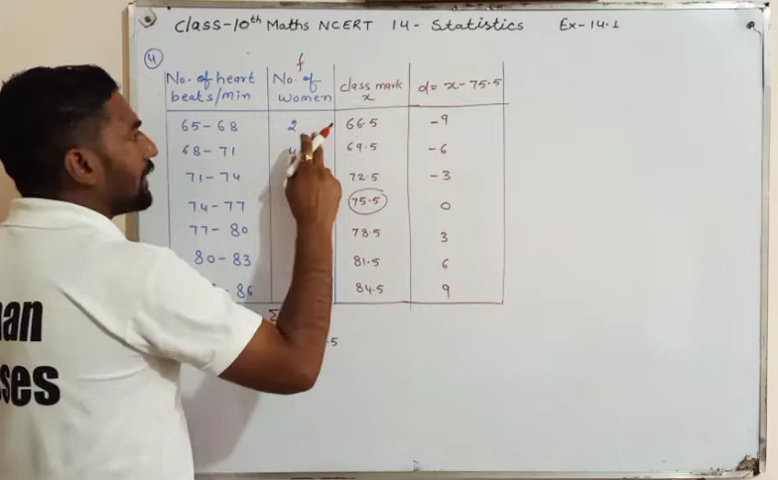 Class-10th Maths NCERT 14- Statistics Ex-14.1
4
f
No. of heart beats/min No. of women class mark x d= x-75.5
65-68 2 66.5 -9
68-71 4 69.5 -6
71-74 72.5 -3
74-77 75.5 0
77-80 78.5 3
80-83 81.5 6
86 84.5 9
Σ
.5
an
ses